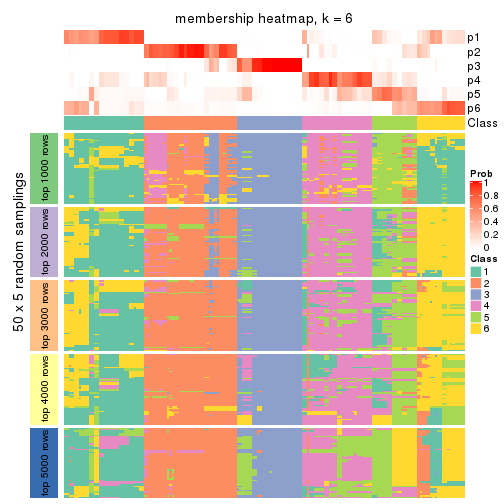 membership heatmap, k = 6
p1
p2
p3
p4
p5
p6
Class
50 x 5 random samplings
top 1000 rows
top 2000 rows
top 3000 rows
top 4000 rows
top 5000 rows
Prob
1
0.8
0.6
0.4
0.2
0
Class
1
2
3
4
5
6